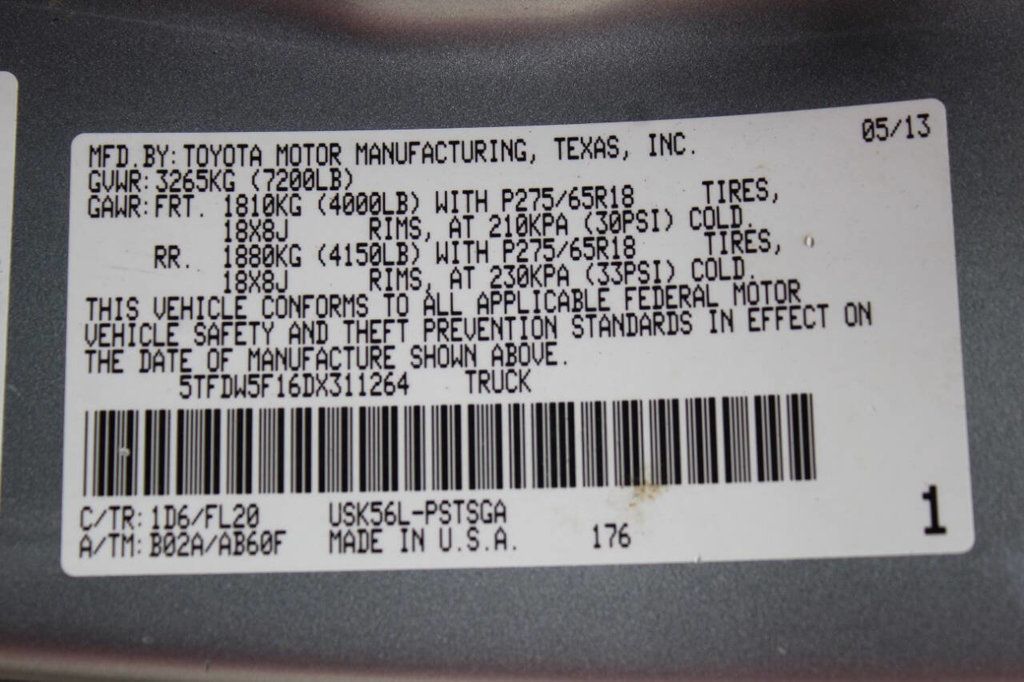 05/13
MFD.BY:TOYOTA MOTOR MANUFACTURING, TEXAS, INC.
GVWR:3265KG (7200LB)
GAWR:FRT. 1810KG (4000LB) WITH P275/65R18 TIRES,
18X8J RIMS, AT 210KPA (30PSI) COLD.
RR. 1880KG (4150LB) WITH P275/65R18 TIRES,
18X8J RIMS, AT 230KPA (33PSI) COLD.
THIS VEHICLE CONFORMS TO ALL APPLICABLE FEDERAL MOTOR
VEHICLE SAFETY AND THEFT PREVENTION STANDARDS IN EFFECT ON
THE DATE OF MANUFACTURE SHOWN ABOVE.
5TFDW5F16DX311264 TRUCK
C/TR:1D6/FL20 USK56L-PSTSGA
A/TM:B02A/AB60F MADE IN U.S.A. 176
1